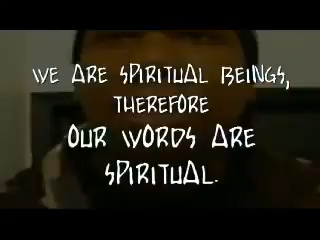 WE ARE SPIRITUAL BEINGS,
THEREFORE
OUR WORDS ARE
SPIRITUAL.